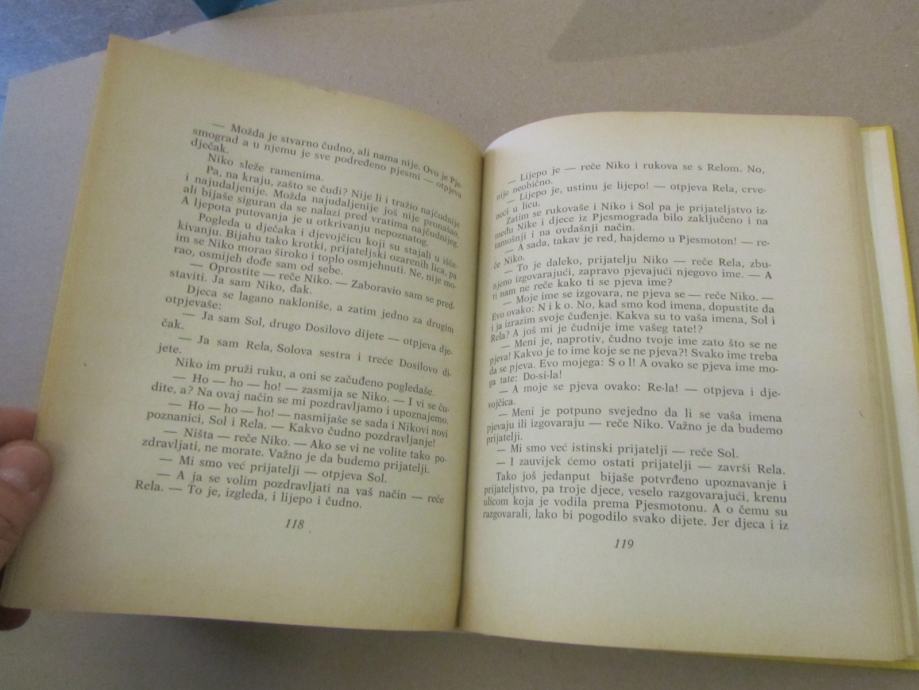 — Možda je stvarno čudno, ali nama nije. Ovo je Pje-
smograd a u njemu je sve podređeno pjesmi — otpjeva
dječak.
Niko sleže ramenima.
Pa, na kraju, zašto se čudi? Nije li i tražio najčudnije
i najudaljenije. Možda najudaljenije još nije pronašao,
ali bijaše siguran da se nalazi pred vratima najčudnijeg.
A ljepota putovanja je u otkrivanju nepoznatog.
Pogleda u dječaka i djevojčicu koji su stajali u iščе-
kivanju. Bijahu tako krotki, prijateljski ozarenih lica, pa
im se Niko morao široko i toplo osmjehnuti. Ne, nije mo-
rao, osmijeh dođe sam od sebe.
— Oprostite — reče Niko. — Zaboravio sam se pred-
staviti. Ja sam Niko, đak.
Djeca se lagano nakloniše, a zatim jedno za drugim
otpjevaše:
— Ja sam Sol, drugo Dosilovo dijete — otpjeva dje-
čak.
— Ja sam Rela, Solova sestra i treće Dosilovo di-
jete.
Niko im pruži ruku, a oni se začuđeno pogledaše.
— Ho — ho — ho! — zasmija se Niko. — I vi se ču-
dite, a? Na ovaj način se mi pozdravljamo i upoznajemo.
— Ho — ho — ho! — nasmijaše se sada i Nikovi novi
poznanici, Sol i Rela. — Kakvo čudno pozdravljanje!
— Ništa — reče Niko. — Ako se vi ne volite tako po-
zdravljati, ne morate. Važno je da budemo prijatelji.
— Mi smo već prijatelji — otpjeva Sol.
— A ja se volim pozdravljati na vaš način — reče
Rela. — To je, izgleda, i lijepo i čudno.
118
— Lijepo je — reče Niko i rukova se s Relom. No,
nije neobično.
— Lijepo je, ustinu je lijepo! — otpjeva Rela, crve-
neći u licu.
Zatim se rukovaše i Niko i Sol pa je prijateljstvo iz-
među Nike i djece iz Pjesmograda bilo zaključeno i na
tamošnji i na ovdašnji način.
— A sada, takav je red, hajdemo u Pjesmoton! — re-
če Niko.
— To je daleko, prijatelju Niko — reče Rela, zbu-
njeno izgovarajući, zapravo pjevajući njegovo ime. — A
ti nam ne reče kako ti se pjeva ime?
— Moje ime se izgovara, ne pjeva se — reče Niko. —
Evo ovako: N i k o. No, kad smo kod imena, dopustite da
i ja izrazim svoje čuđenje. Kakva su to vaša imena, Sol i
Rela? A još mi je čudnije ime vašeg tate!?
— Meni je, naprotiv, čudno tvoje ime zato što se ne
pjeva! Kakvo je to ime koje se ne pjeva?! Svako ime treba
da se pjeva. Evo mojega: S o l! A ovako se pjeva ime mo-
ga tate: Do-si-la!
— A moje se pjeva ovako: Re-la! — otpjeva i dje-
vojčica.
— Meni je potpuno svejedno da li se vaša imena
pjevaju ili izgovaraju — reče Niko. Važno je da budemo
prijatelji.
— Mi smo već istinski prijatelji — reče Sol.
— I zauvijek ćemo ostati prijatelji — završi Rela.
Tako još jedanput bijaše potvrđeno upoznavanje i
prijateljstvo, pa troje djece, veselo razgovarajući, krenu
ulicom koja je vodila prema Pjesmotonu. A o čemu su
razgovarali, lako bi pogodilo svako dijete. Jer djeca i iz
119